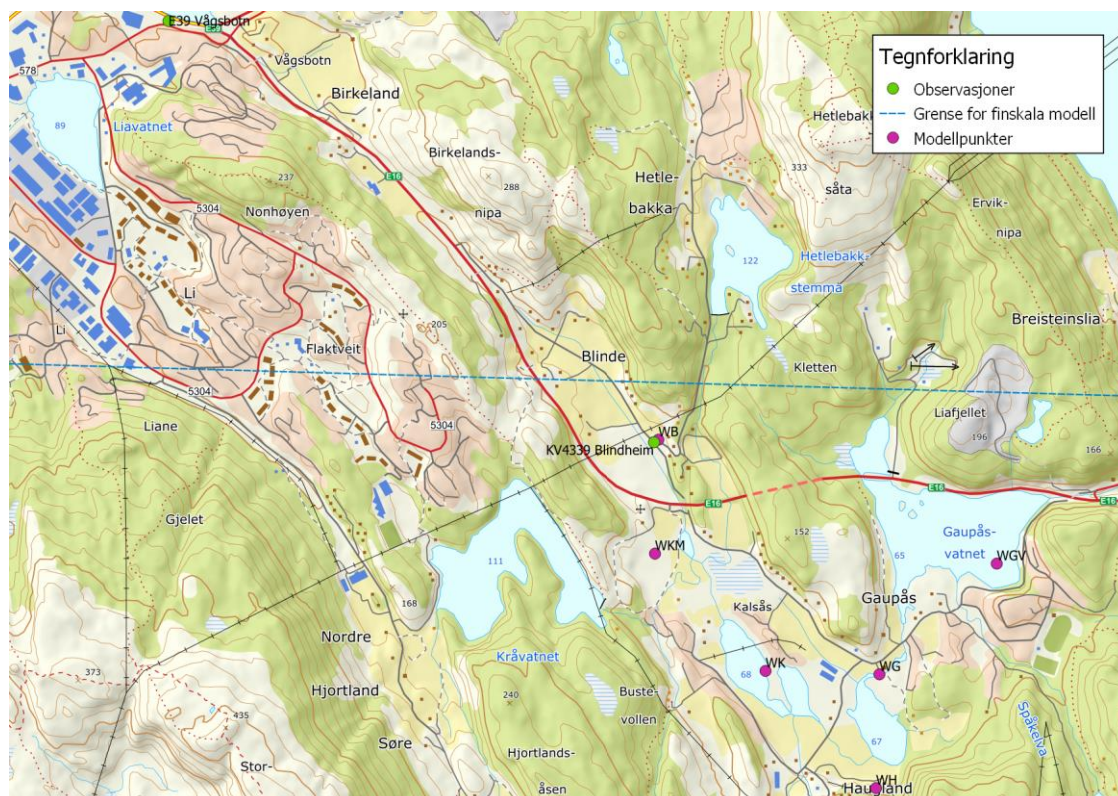 E39 Vågsbotn
E39
578
Vågsbotn
Birkeland
Tegnforklaring
Observasjoner
Grense for finskala modell
Modellpunkter
89
Liavatnet
Birkelands-
nipa
288
E16
Hetle-
bakka
Hetlebakk
såta
333
237
5304
Nonhøyen
Ervik-
nipa
122
Hetlebakk-
stemma
Li
Li
205
Flaktveit
Blinde
Breisteinslia
Kletten
5304
Liane
5304
Liafjellet
196
166
WB
KV4339 Blindheim
E16
E16
E16
Gjelet
111
152
WKM
65
Gaupås-
vatnet
WGV
168
Kalsås
Gaupås
Nordre
Hjortland
Kråvatnet
WK
68
WG
373
240
Buste-
vollen
435
Søre
67
Spåkelva
Stor-
Hjortlands-
åsen
WH
Haugland